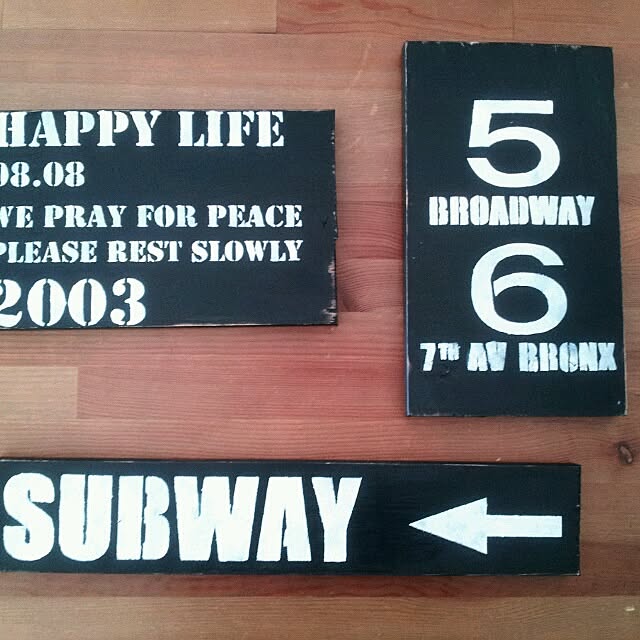 HAPPY LIFE
08.08
WE PRAY FOR PEACE
PLEASE REST SLOWLY
2003
5
BROADWAY
6
7TH AV BRONX
SUBWAY